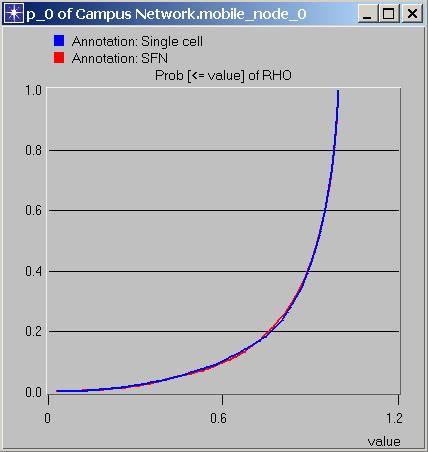 p_0 of Campus Network.mobile_node_0
Annotation: Single cell
Annotation: SFN
Prob [<= value] of RHO
1.0
0.8
0.6
0.4
0.2
0.0
0
0.6
1.2
value